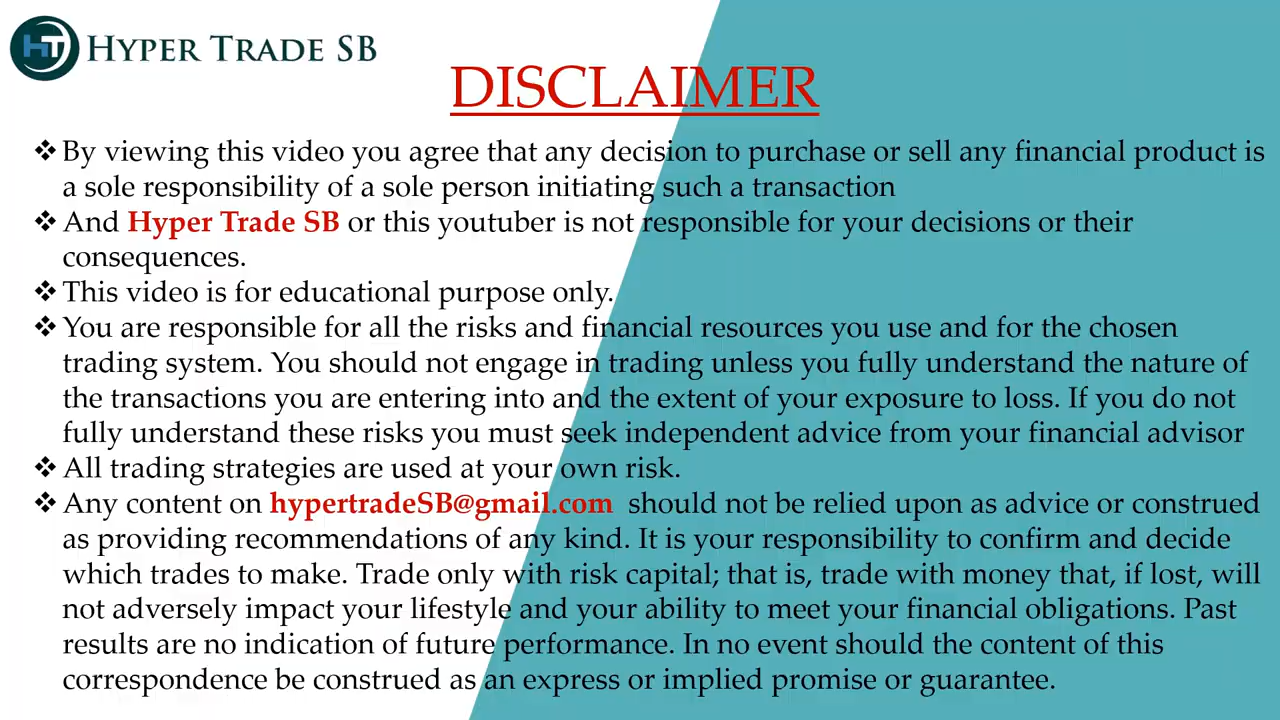 HT HYPER TRADE SB
DISCLAIMER
❖By viewing this video you agree that any decision to purchase or sell any financial product is
a sole responsibility of a sole person initiating such a transaction
❖And Hyper Trade SB or this youtuber is not responsible for your decisions or their
consequences.
❖This video is for educational purpose only.
❖You are responsible for all the risks and financial resources you use and for the chosen
trading system. You should not engage in trading unless you fully understand the nature of
the transactions you are entering into and the extent of your exposure to loss. If you do not
fully understand these risks you must seek independent advice from your financial advisor
❖All trading strategies are used at your own risk.
❖Any content on hypertradeSB@gmail.com should not be relied upon as advice or construed
as providing recommendations of any kind. It is your responsibility to confirm and decide
which trades to make. Trade only with risk capital; that is, trade with money that, if lost, will
not adversely impact your lifestyle and your ability to meet your financial obligations. Past
results are no indication of future performance. In no event should the content of this
correspondence be construed as an express or implied promise or guarantee.